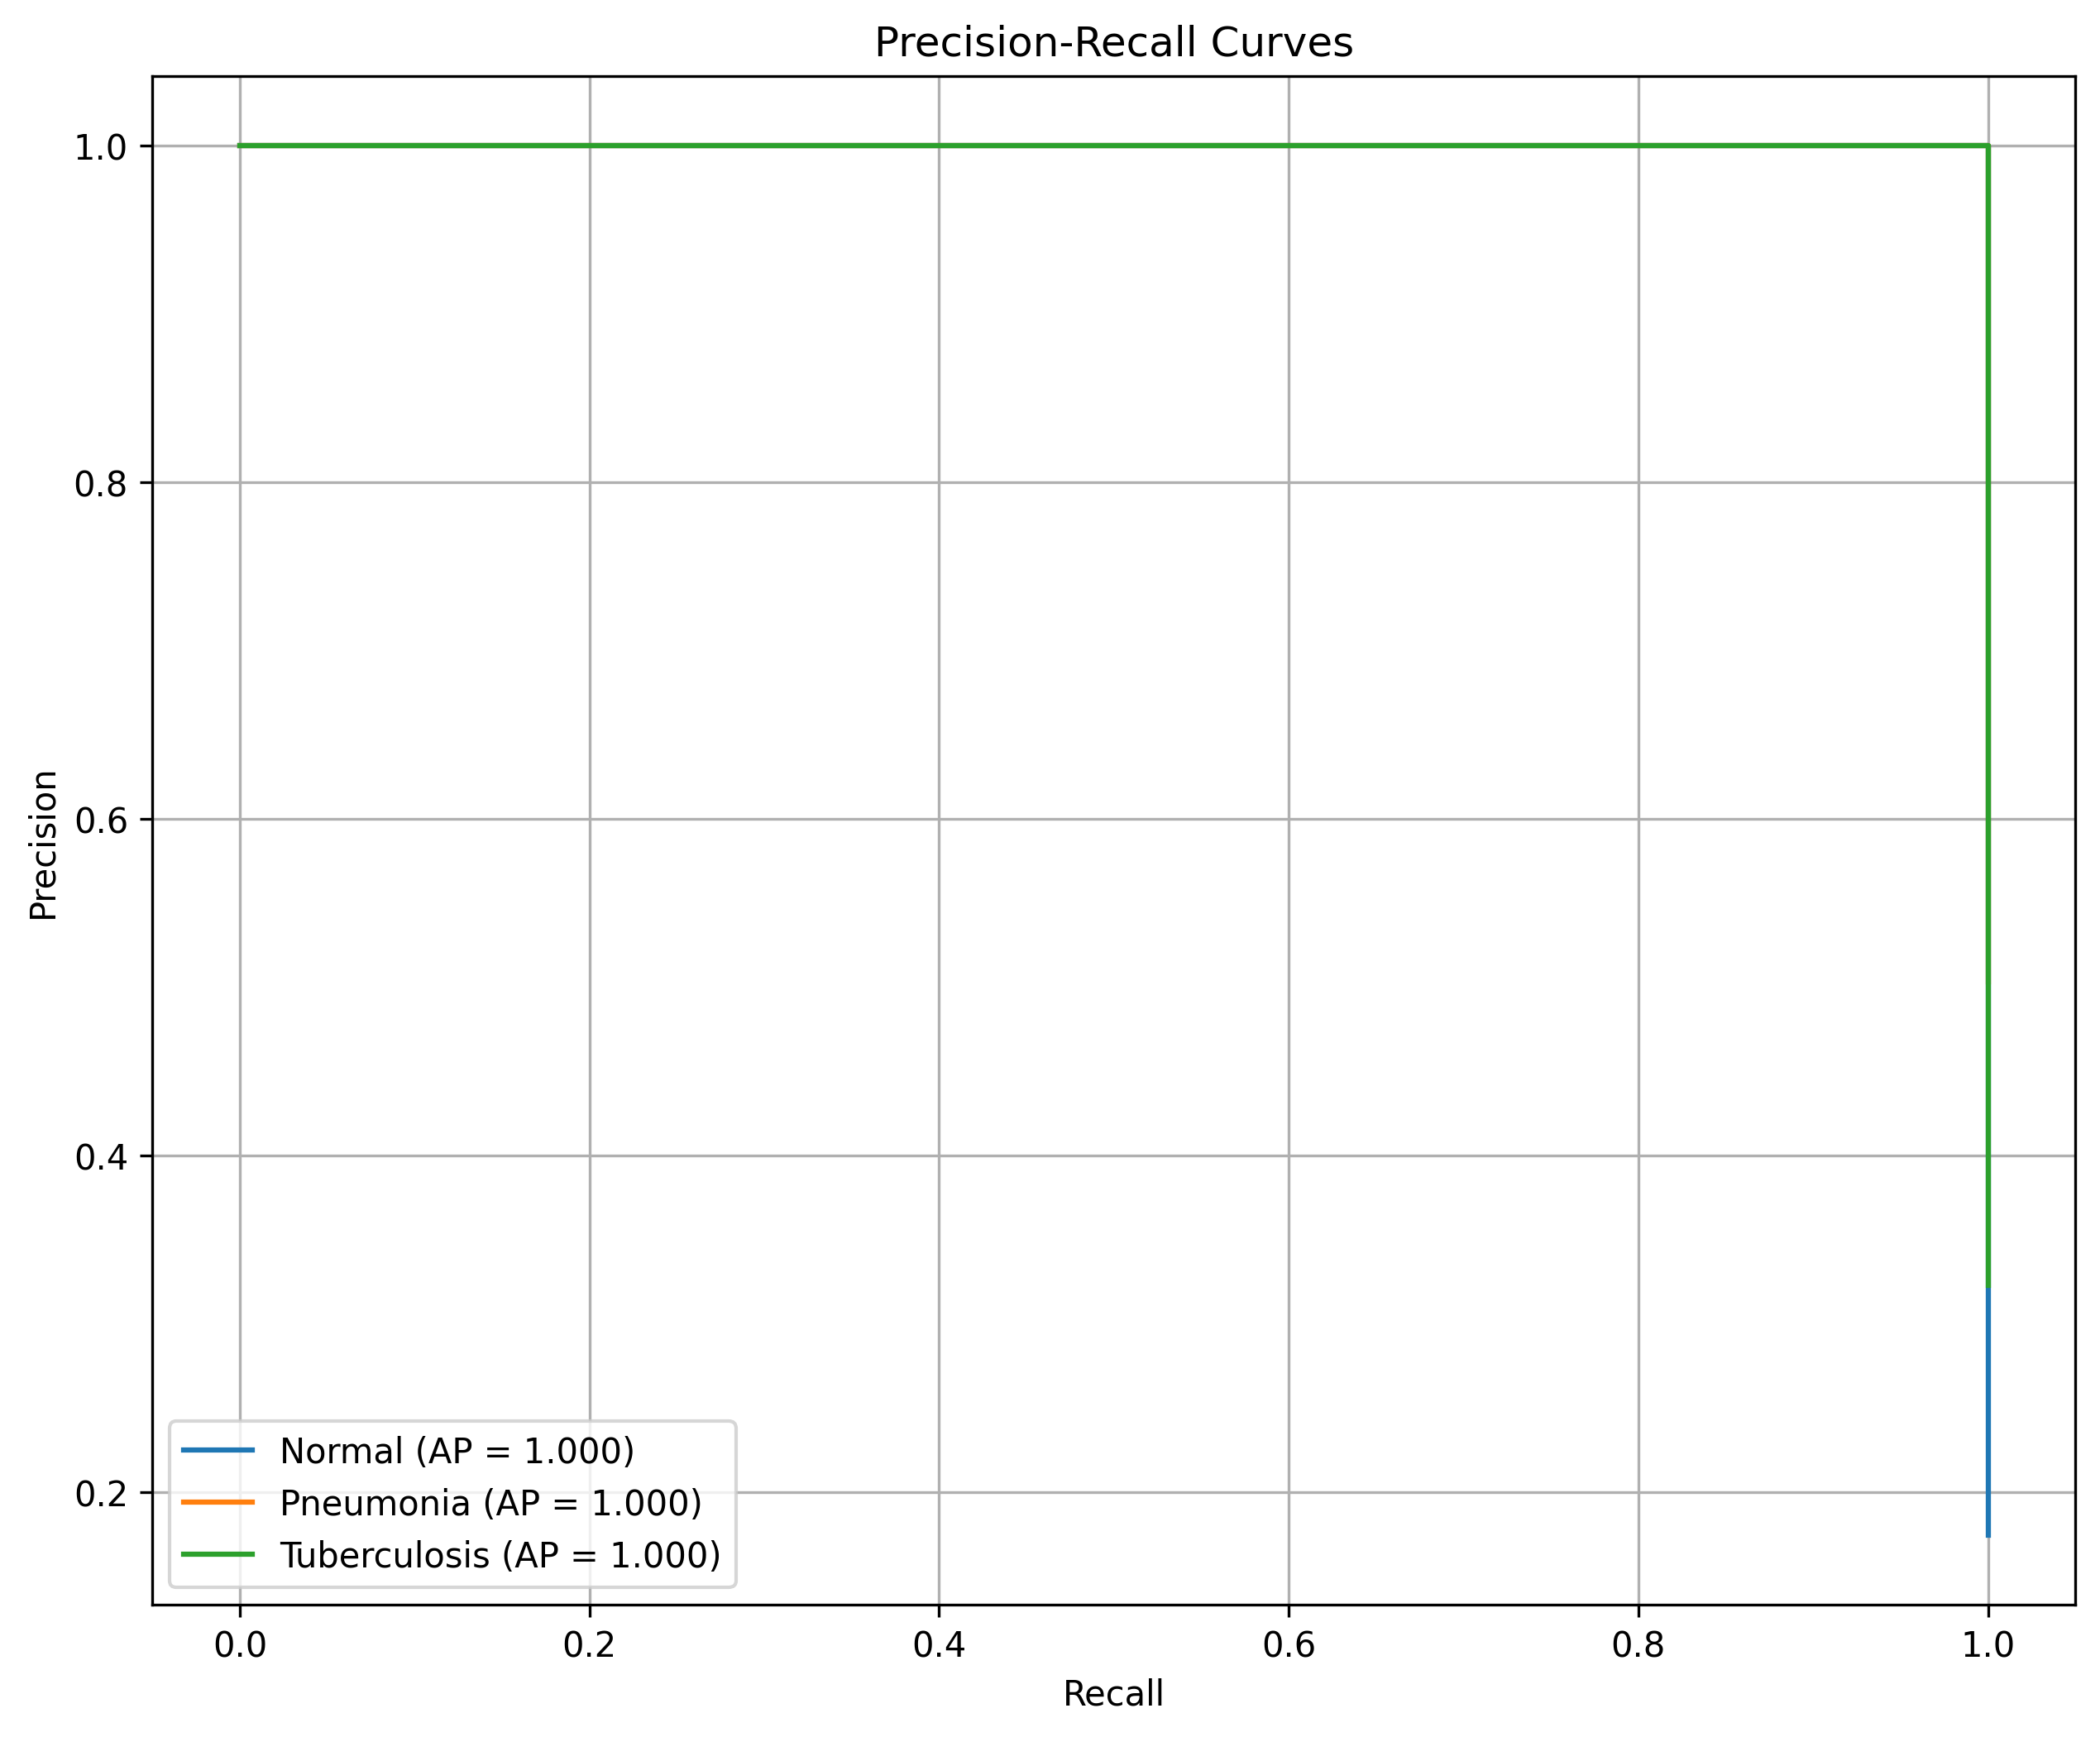 Precision-Recall Curves
Precision
1.0
0.8
0.6
0.4
0.2
Normal (AP = 1.000)
Pneumonia (AP = 1.000)
Tuberculosis (AP = 1.000)
0.0 0.2 0.4 0.6 0.8 1.0
Recall